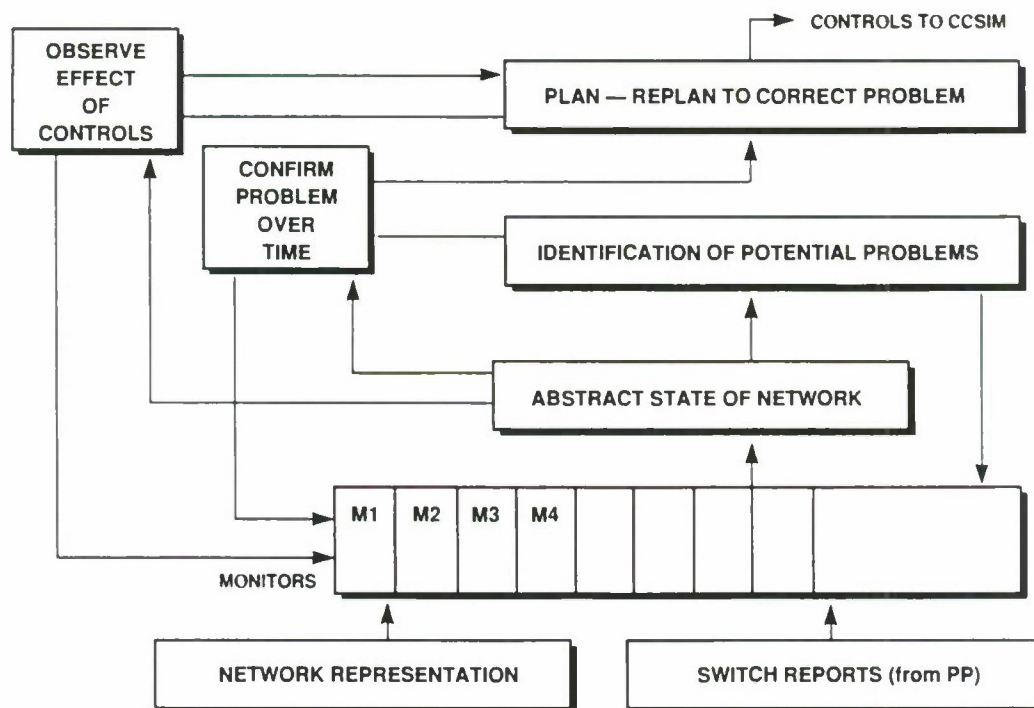 CONTROLS TO CCSIM
OBSERVE
EFFECT
OF
CONTROLS
PLAN — REPLAN TO CORRECT PROBLEM
CONFIRM
PROBLEM
OVER
TIME
IDENTIFICATION OF POTENTIAL PROBLEMS
ABSTRACT STATE OF NETWORK
M1 M2 M3 M4
MONITORS
NETWORK REPRESENTATION
SWITCH REPORTS (from PP)